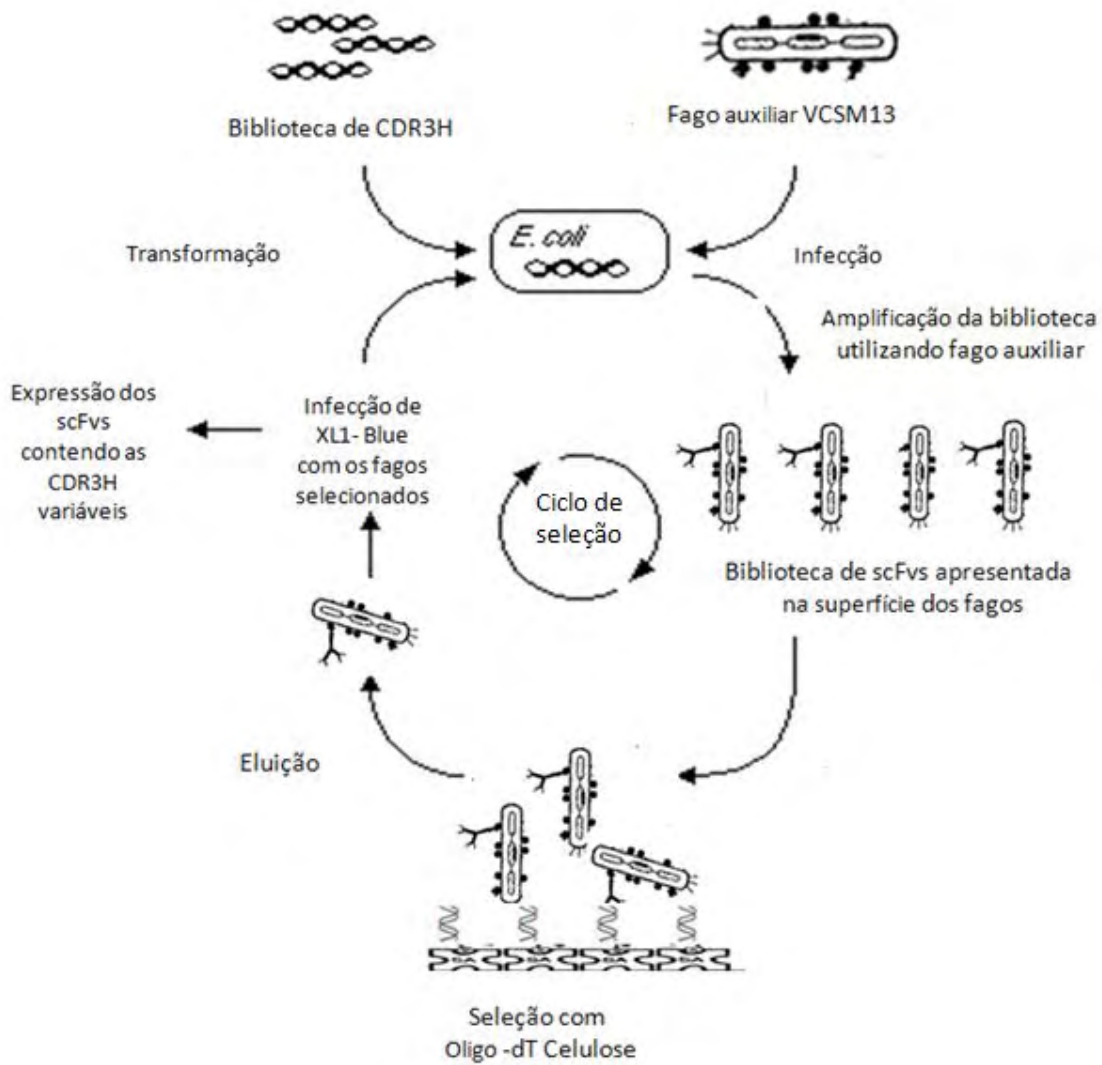 Biblioteca de CDR3H
Fago auxiliar VCSM13
Transformação
E. coli
Infecção
Amplificação da biblioteca
utilizando fago auxiliar
Expressão dos
scFvs
contendo as
CDR3H
variáveis
Infecção de
XL1- Blue
com os fagos
selecionados
Ciclo de
seleção
Biblioteca de scFvs apresentada
na superfície dos fagos
Eluição
Seleção com
Oligo -dT Celulose